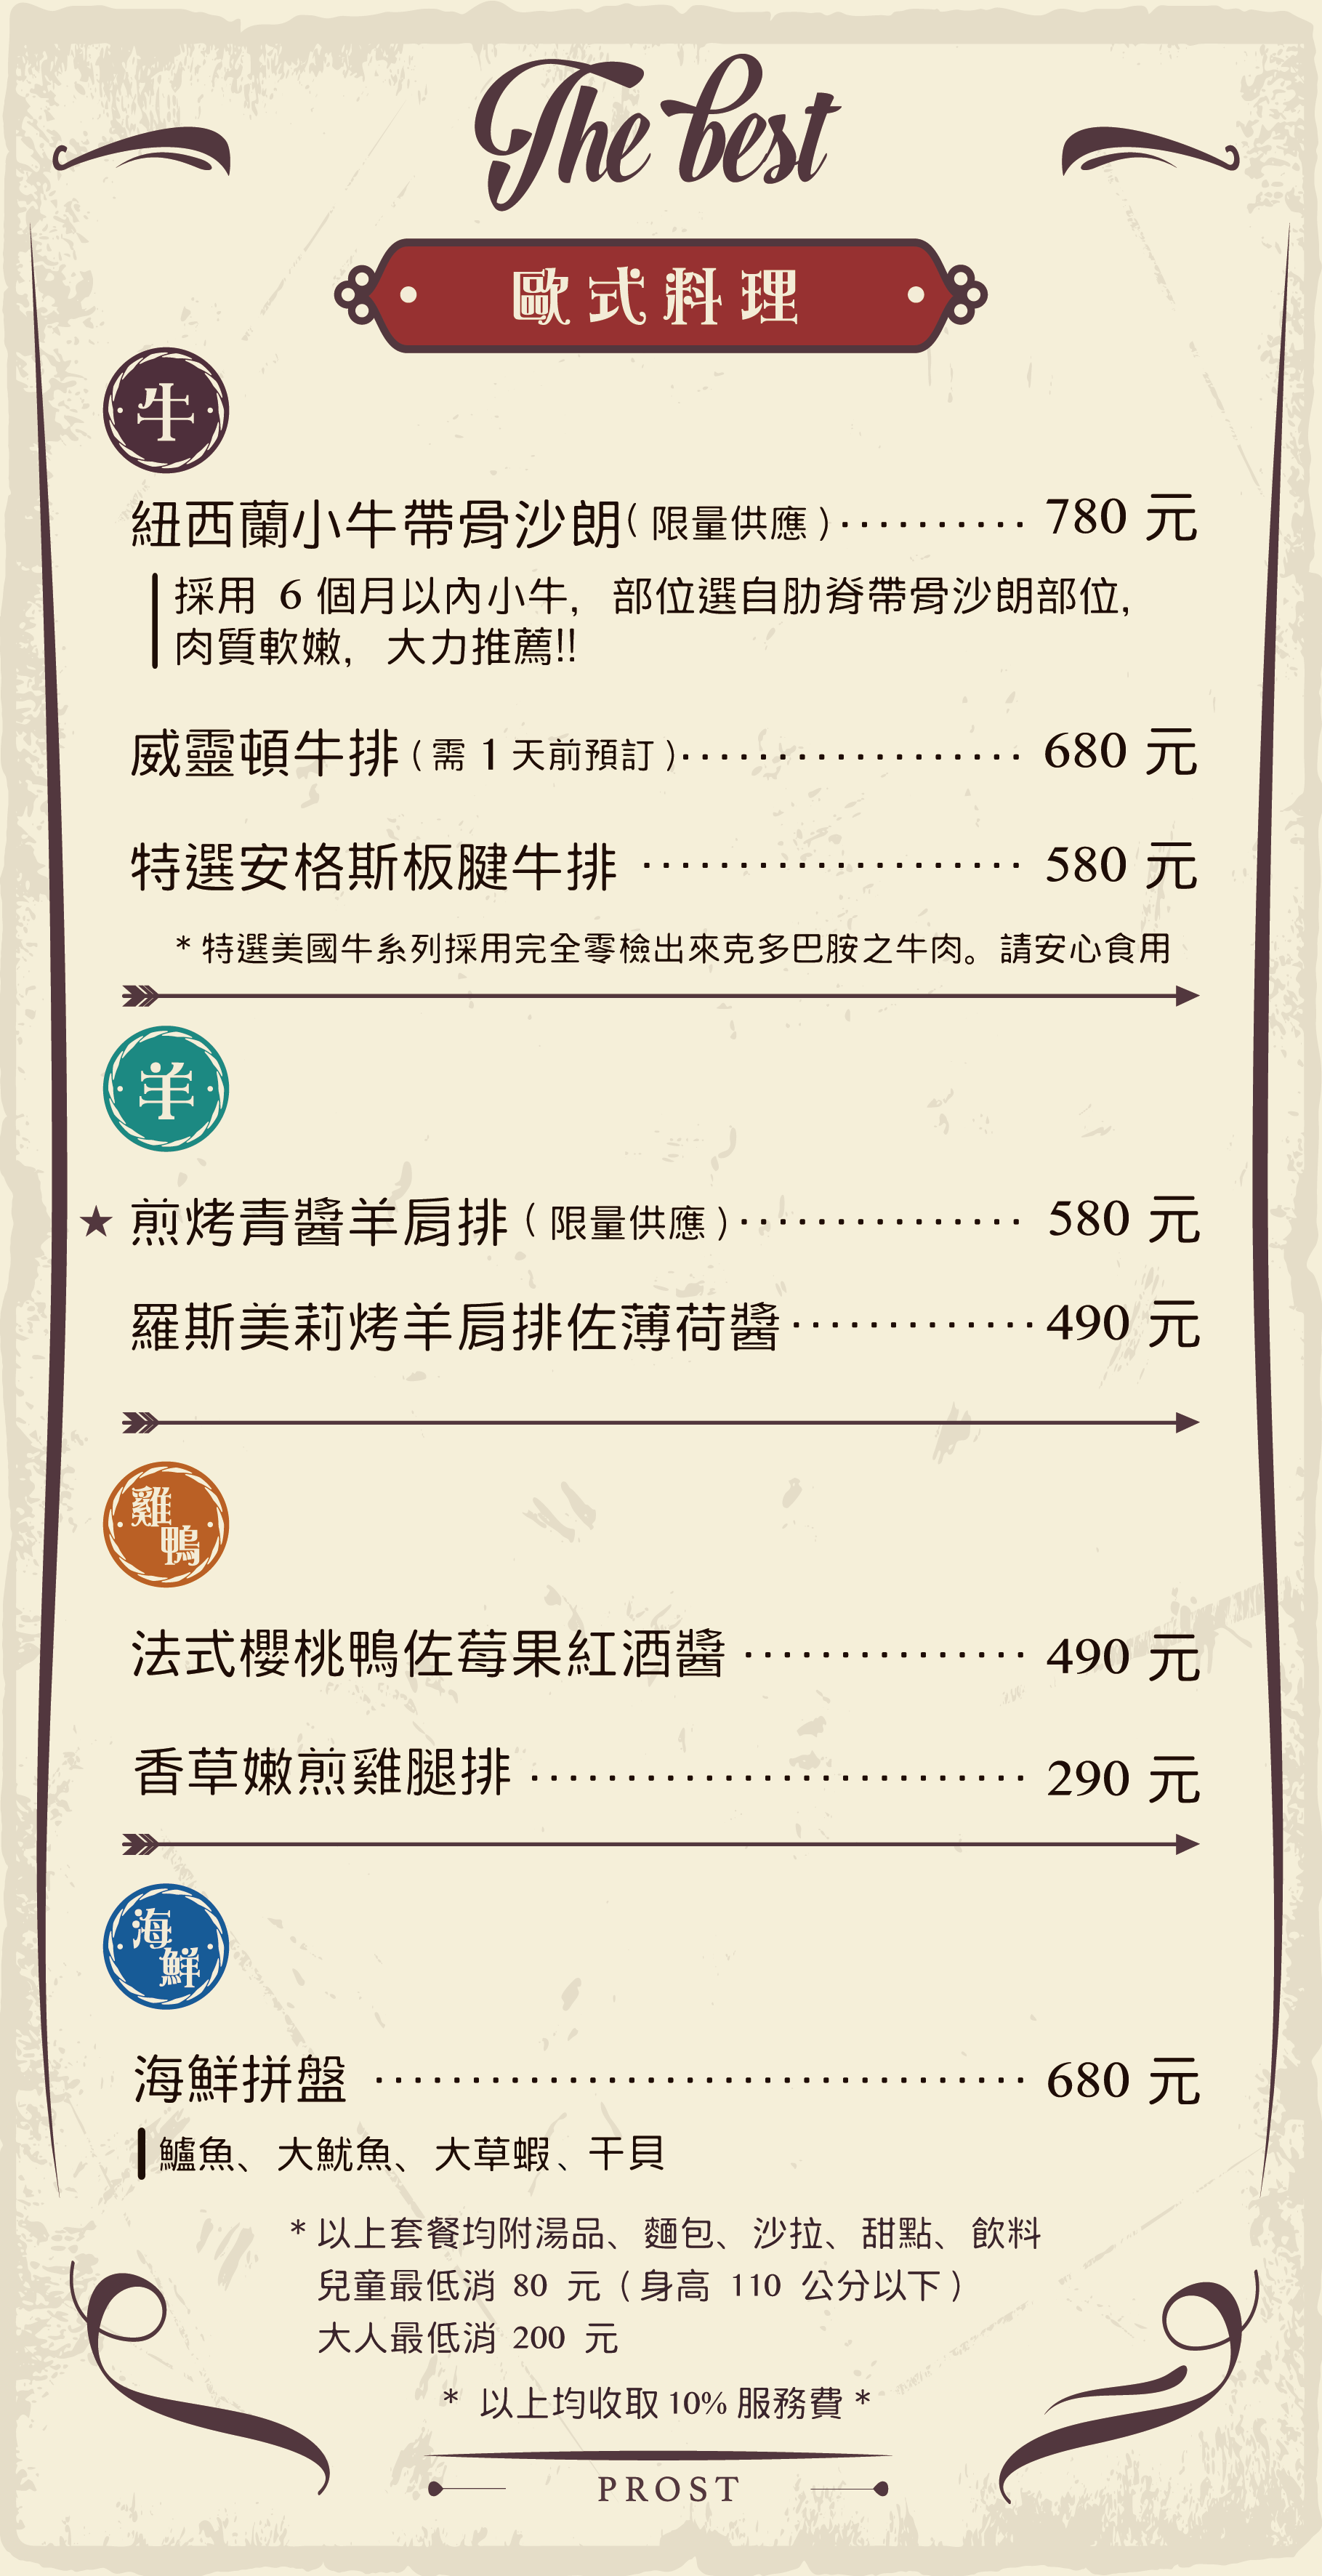 The best
歐式料理
牛
紐西蘭小牛帶骨沙朗(限量供應)·········· 780 元
採用 6 個月以內小牛, 部位選自肋脊帶骨沙朗部位,
肉質軟嫩, 大力推薦!!
威靈頓牛排(需 1 天前預訂)·················· 680 元
特選安格斯板腱牛排 ···················· 580 元
*特選美國牛系列採用完全零檢出來克多巴胺之牛肉。請安心食用
羊
★ 煎烤青醬羊肩排(限量供應)··············· 580 元
羅斯美莉烤羊肩排佐薄荷醬············· 490 元
雞鴨
法式櫻桃鴨佐莓果紅酒醬 ··············· 490 元
香草嫩煎雞腿排 ·························· 290 元
海鮮
海鮮拼盤 ·································· 680 元
鱸魚、大魷魚、大草蝦、干貝
*以上套餐均附湯品、麵包、沙拉、甜點、飲料
兒童最低消 80 元(身高 110 公分以下)
大人最低消 200 元
* 以上均收取 10% 服務費 *
PROST